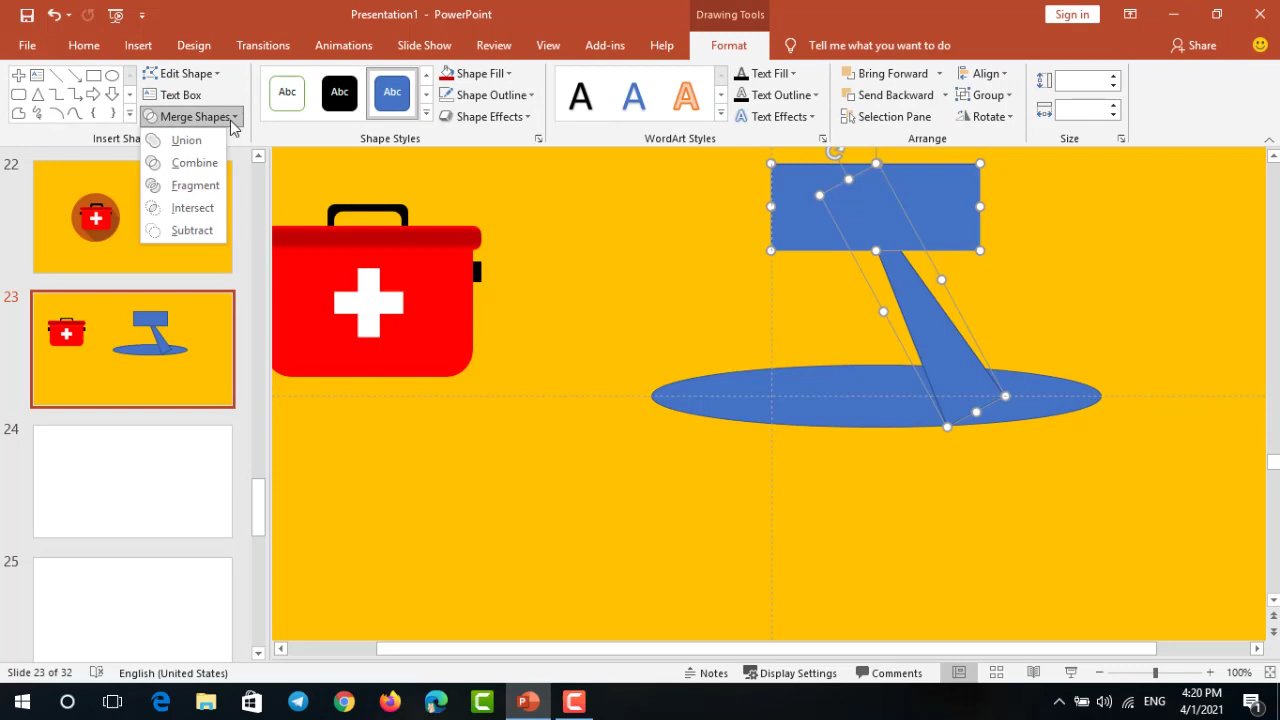 Presentation1 - PowerPoint
Drawing Tools
Sign in
File
Home
Insert
Design
Transitions
Animations
Slide Show
Review
View
Add-ins
Help
Format
Tell me what you want to do
Share
Edit Shape
Text Box
Merge Shapes
Insert Sha
Union
Combine
Fragment
Intersect
Subtract
Abc
Abc
Abc
Shape Fill
Shape Outline
Shape Effects
Shape Styles
A
A
A
Text Fill
Text Outline
Text Effects
WordArt Styles
Bring Forward
Send Backward
Selection Pane
Align
Group
Rotate
Arrange
Size
22
23
24
25
Slide 23 of 32
English (United States)
Notes
Display Settings
Comments
100%
ENG
4:20 PM
4/1/2021